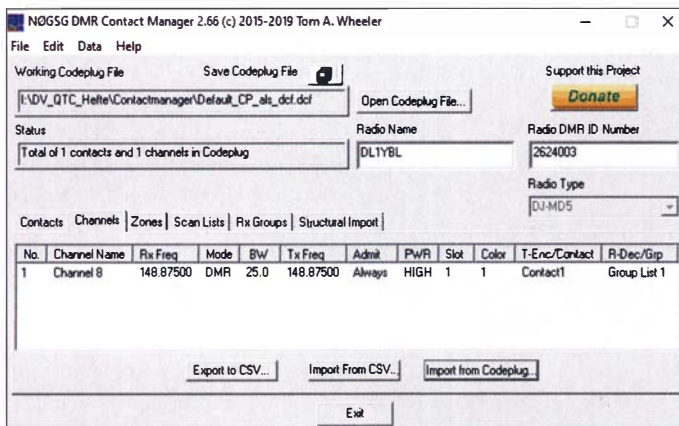 NØGSG DMR Contact Manager 2.66 (c) 2015-2019 Tom A. Wheeler
File Edit Data Help
Working Codeplug File Save Codeplug File Support this Project
I:\DV_QTC_Hefte\Contactmanager\Default_CP_als_dcf.dcf Open Codeplug File... Donate
Status Radio Name Radio DMR ID Number
Total of 1 contacts and 1 channels in Codeplug DL1YBL 2624003
Radio Type
DJ-MD5
Contacts Channels Zones Scan Lists Rx Groups Structural Import
No. Channel Name Rx Freq Mode BW Tx Freq Admit PWR Slot Color T-Enc/Contact R-Dec/Grp
1 Channel 8 148.87500 DMR 25.0 148.87500 Always HIGH 1 1 Contact1 Group List 1
Export to CSV... Import From CSV... Import from Codeplug...
Exit